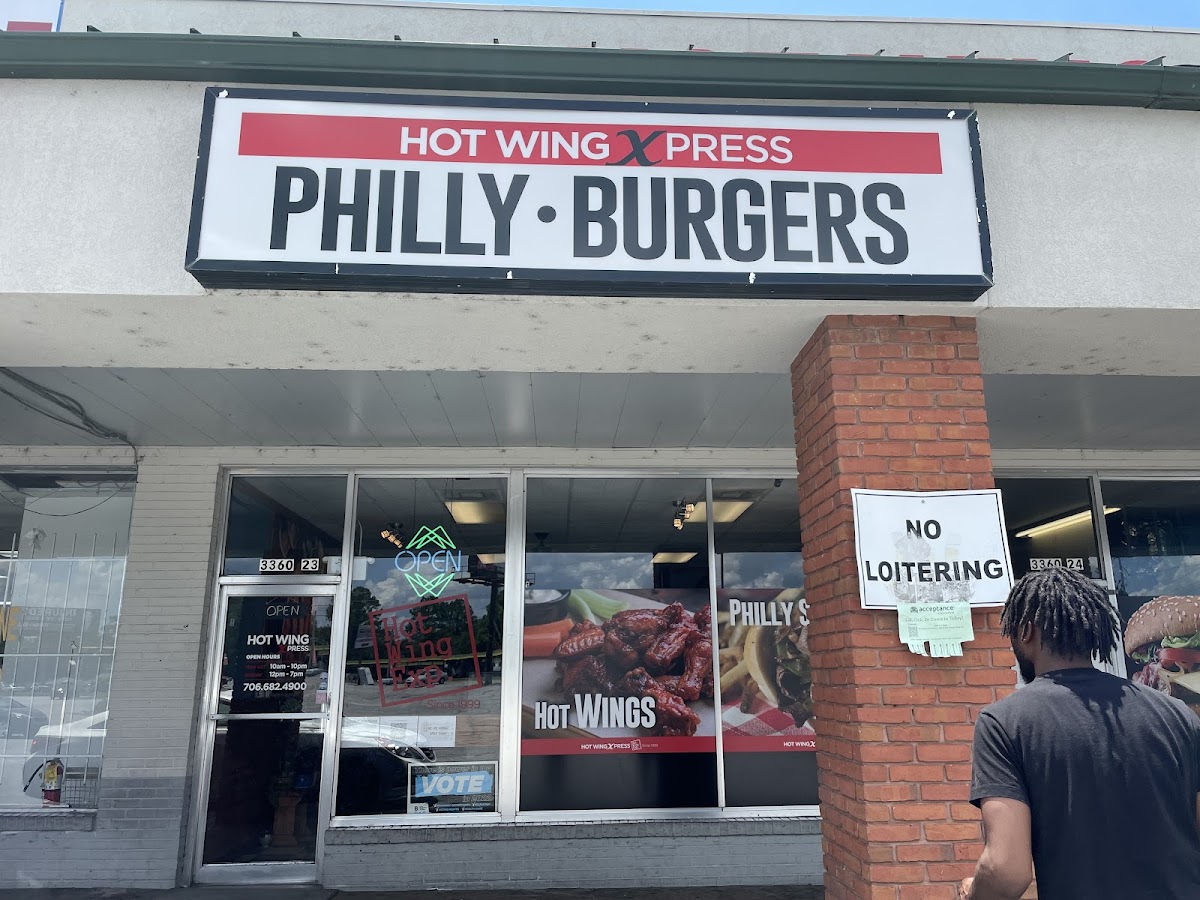 HOT WING XPRESS
PHILLY • BURGERS
3360 23
OPEN
HOT WING
XPRESS
OPEN HOURS
10am - 10pm
12pm - 7pm
706.682.4900
OPEN
Hot
Wing
Exp
Since 1999
VOTE
HOT WINGS
HOT WING XPRESS
PHILLY S
HOT WING X
NO
LOITERING
acceptance
3360 24